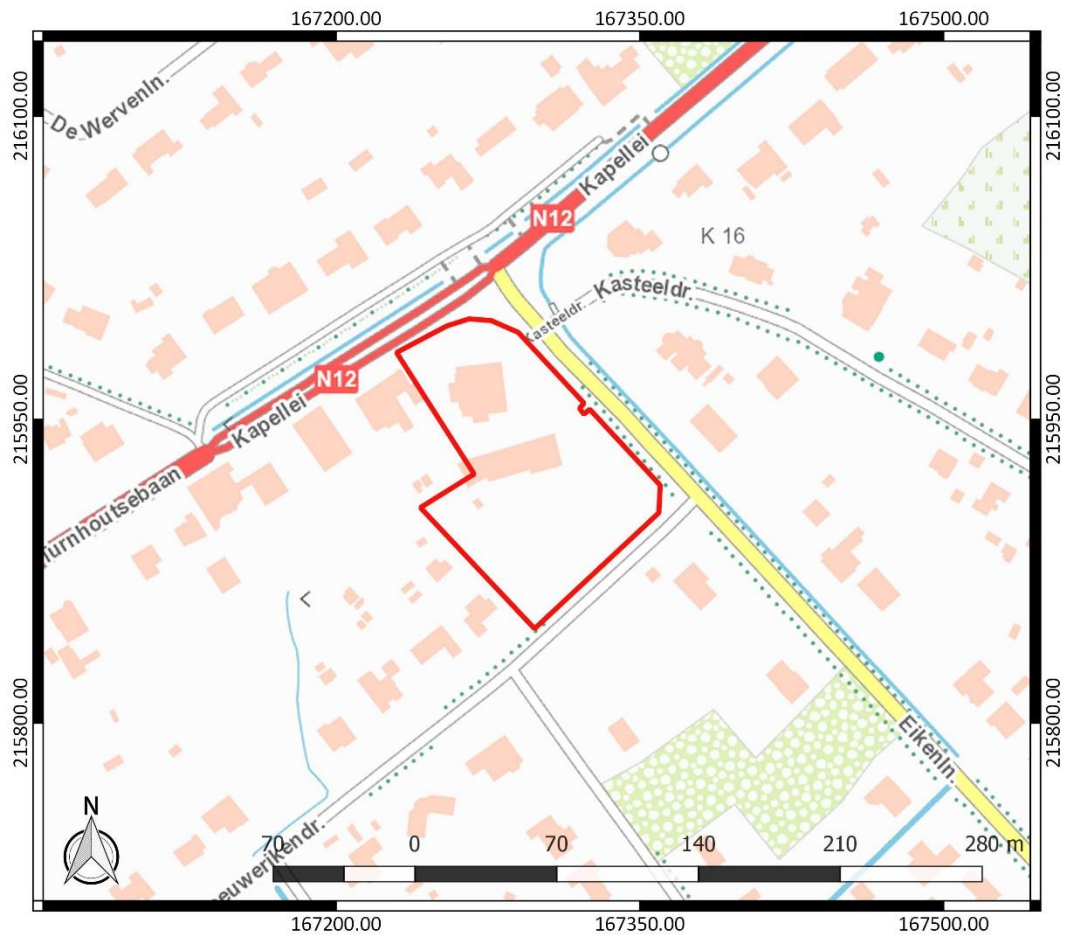 167200.00 167350.00 167500.00
216100.00 216100.00
De Wervenln.
Kapellei
N12
K 16
Kasteeldr.
Kasteeldr.
N12
215950.00 215950.00
Kapellei
Turnhoutsebaan
215800.00 215800.00
Eikenln.
N
70 0 70 140 210 280 m
euwerikendr.
167200.00 167350.00 167500.00